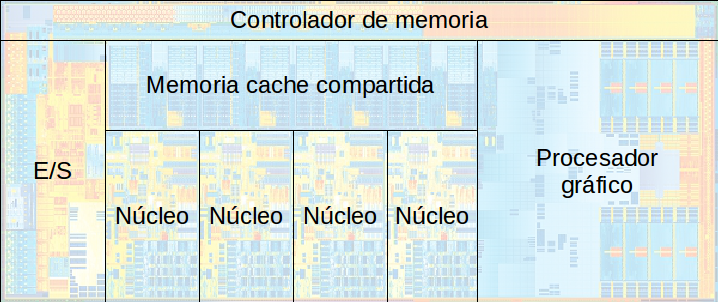 Controlador de memoria
Memoria cache compartida
E/S
Núcleo
Núcleo
Núcleo
Núcleo
Procesador
gráfico